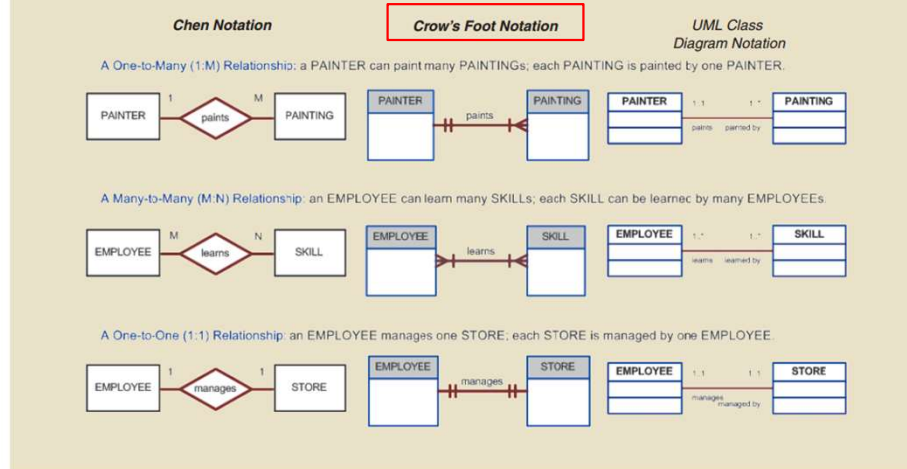 Chen Notation
Crow's Foot Notation
UML Class
Diagram Notation
A One-to-Many (1:M) Relationship: a PAINTER can paint many PAINTINGs; each PAINTING is painted by one PAINTER.
1
M
PAINTER
paints
PAINTING
PAINTER
paints
PAINTING
PAINTER
1..1
1..*
PAINTING
paints
painted by
A Many-to-Many (M:N) Relationship: an EMPLOYEE can learn many SKILLs; each SKILL can be learned by many EMPLOYEEs.
M
N
EMPLOYEE
learns
SKILL
EMPLOYEE
learns
SKILL
EMPLOYEE
1..*
1..*
SKILL
learns
learned by
A One-to-One (1:1) Relationship: an EMPLOYEE manages one STORE; each STORE is managed by one EMPLOYEE.
1
1
EMPLOYEE
manages
STORE
EMPLOYEE
manages
STORE
EMPLOYEE
1..1
1..1
STORE
manages
managed by